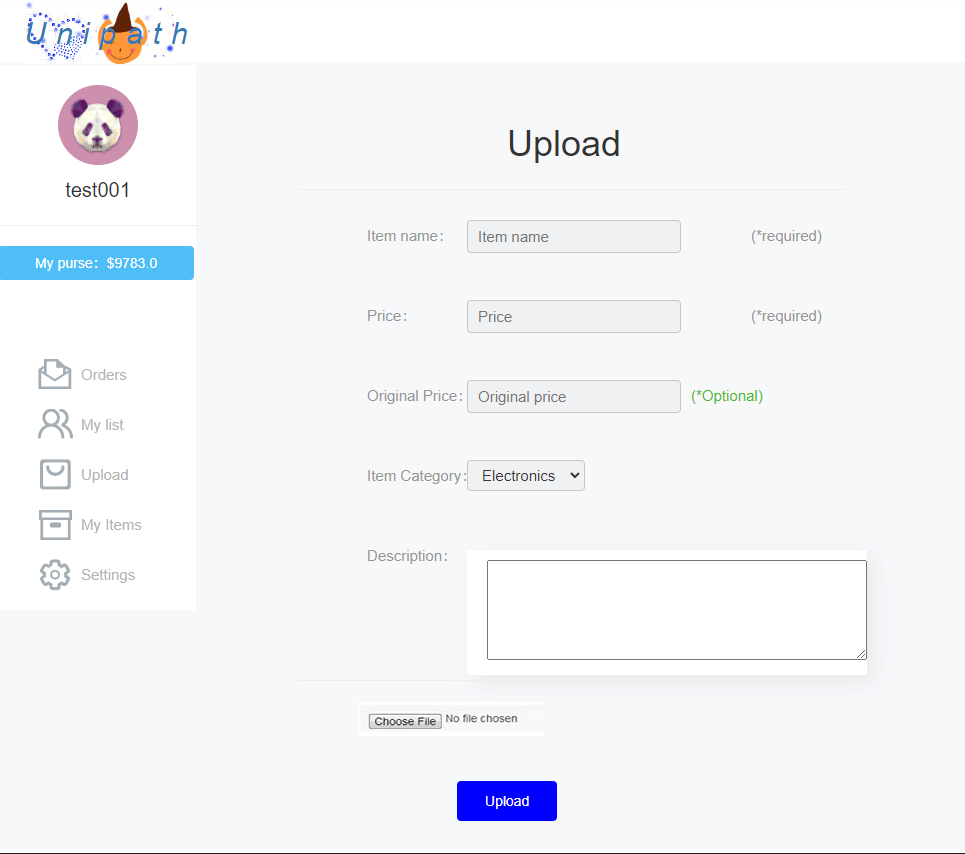 Unipath
test001
My purse：$9783.0
Orders
My list
Upload
My Items
Settings
Upload
Item name： Item name (*required)
Price： Price (*required)
Original Price： Original price (*Optional)
Item Category： Electronics
Description：
Choose File No file chosen
Upload